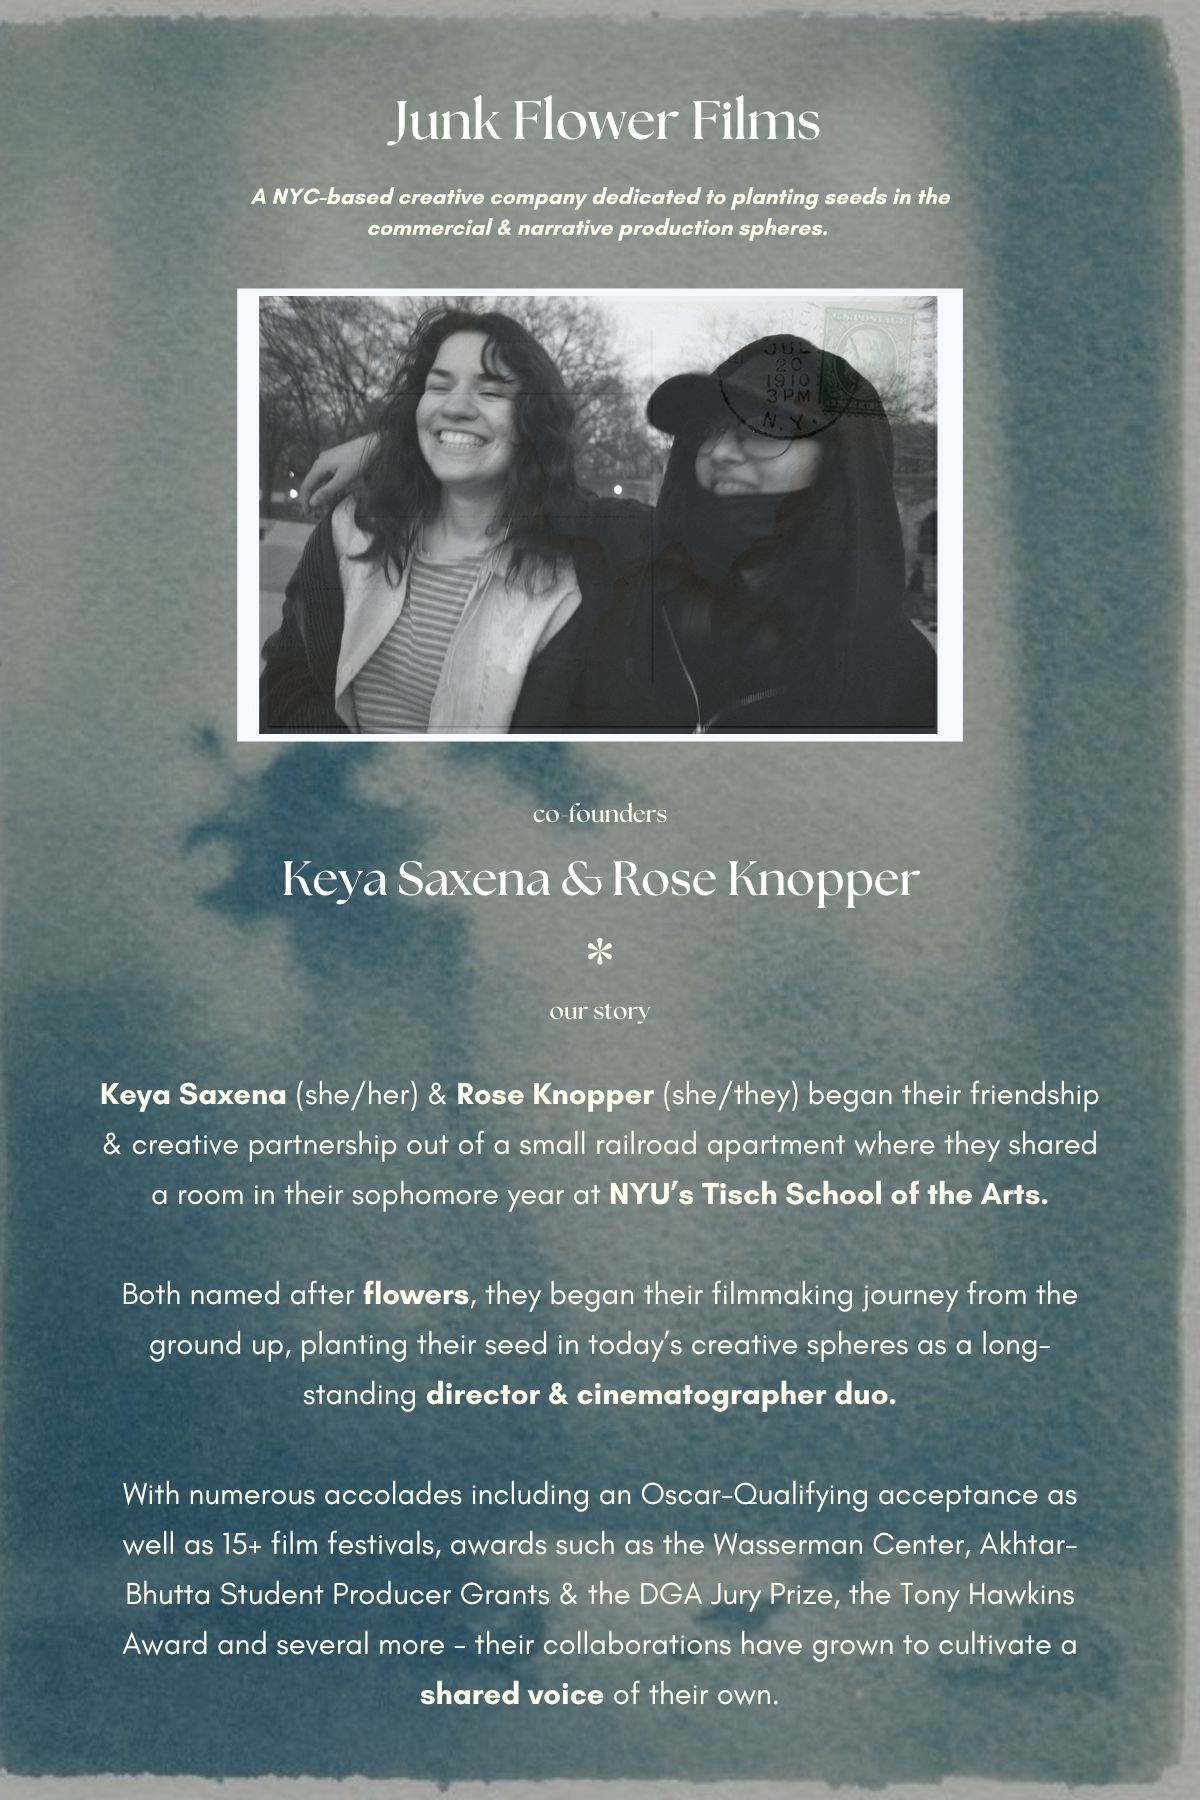 Junk Flower Films
A NYC-based creative company dedicated to planting seeds in the
commercial & narrative production spheres.
U.S. POSTAGE
JUL
20
1910
3 PM
N.Y.
co-founders
Keya Saxena & Rose Knopper
*
our story
Keya Saxena (she/her) & Rose Knopper (she/they) began their friendship
& creative partnership out of a small railroad apartment where they shared
a room in their sophomore year at NYU’s Tisch School of the Arts.
Both named after flowers, they began their filmmaking journey from the
ground up, planting their seed in today’s creative spheres as a long-
standing director & cinematographer duo.
With numerous accolades including an Oscar-Qualifying acceptance as
well as 15+ film festivals, awards such as the Wasserman Center, Akhtar-
Bhutta Student Producer Grants & the DGA Jury Prize, the Tony Hawkins
Award and several more - their collaborations have grown to cultivate a
shared voice of their own.